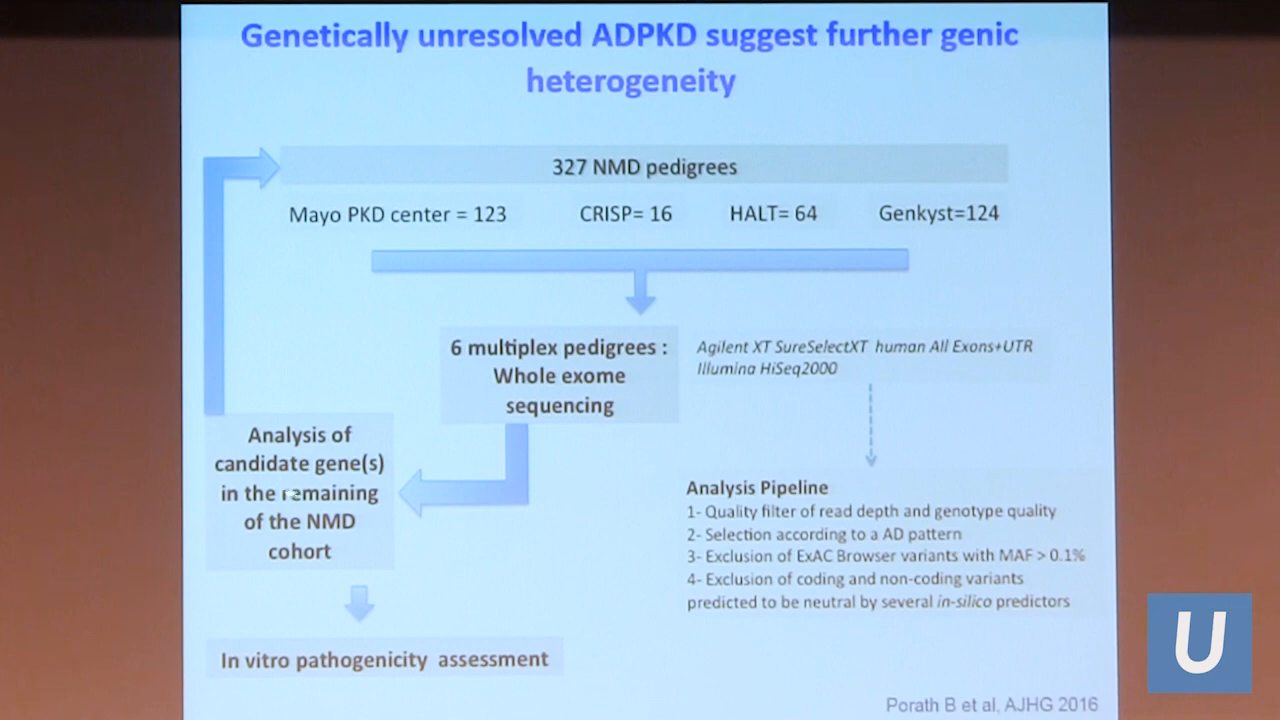 Genetically unresolved ADPKD suggest further genic
heterogeneity
327 NMD pedigrees
Mayo PKD center = 123 CRISP= 16 HALT= 64 Genkyst=124
6 multiplex pedigrees :
Whole exome
sequencing
Agilent XT SureSelectXT human All Exons+UTR
Illumina HiSeq2000
Analysis of
candidate gene(s)
in the remaining
of the NMD
cohort
Analysis Pipeline
1- Quality filter of read depth and genotype quality
2- Selection according to a AD pattern
3- Exclusion of ExAC Browser variants with MAF > 0.1%
4- Exclusion of coding and non-coding variants
predicted to be neutral by several in-silico predictors
In vitro pathogenicity assessment
Porath B et al, AJHG 2016
U